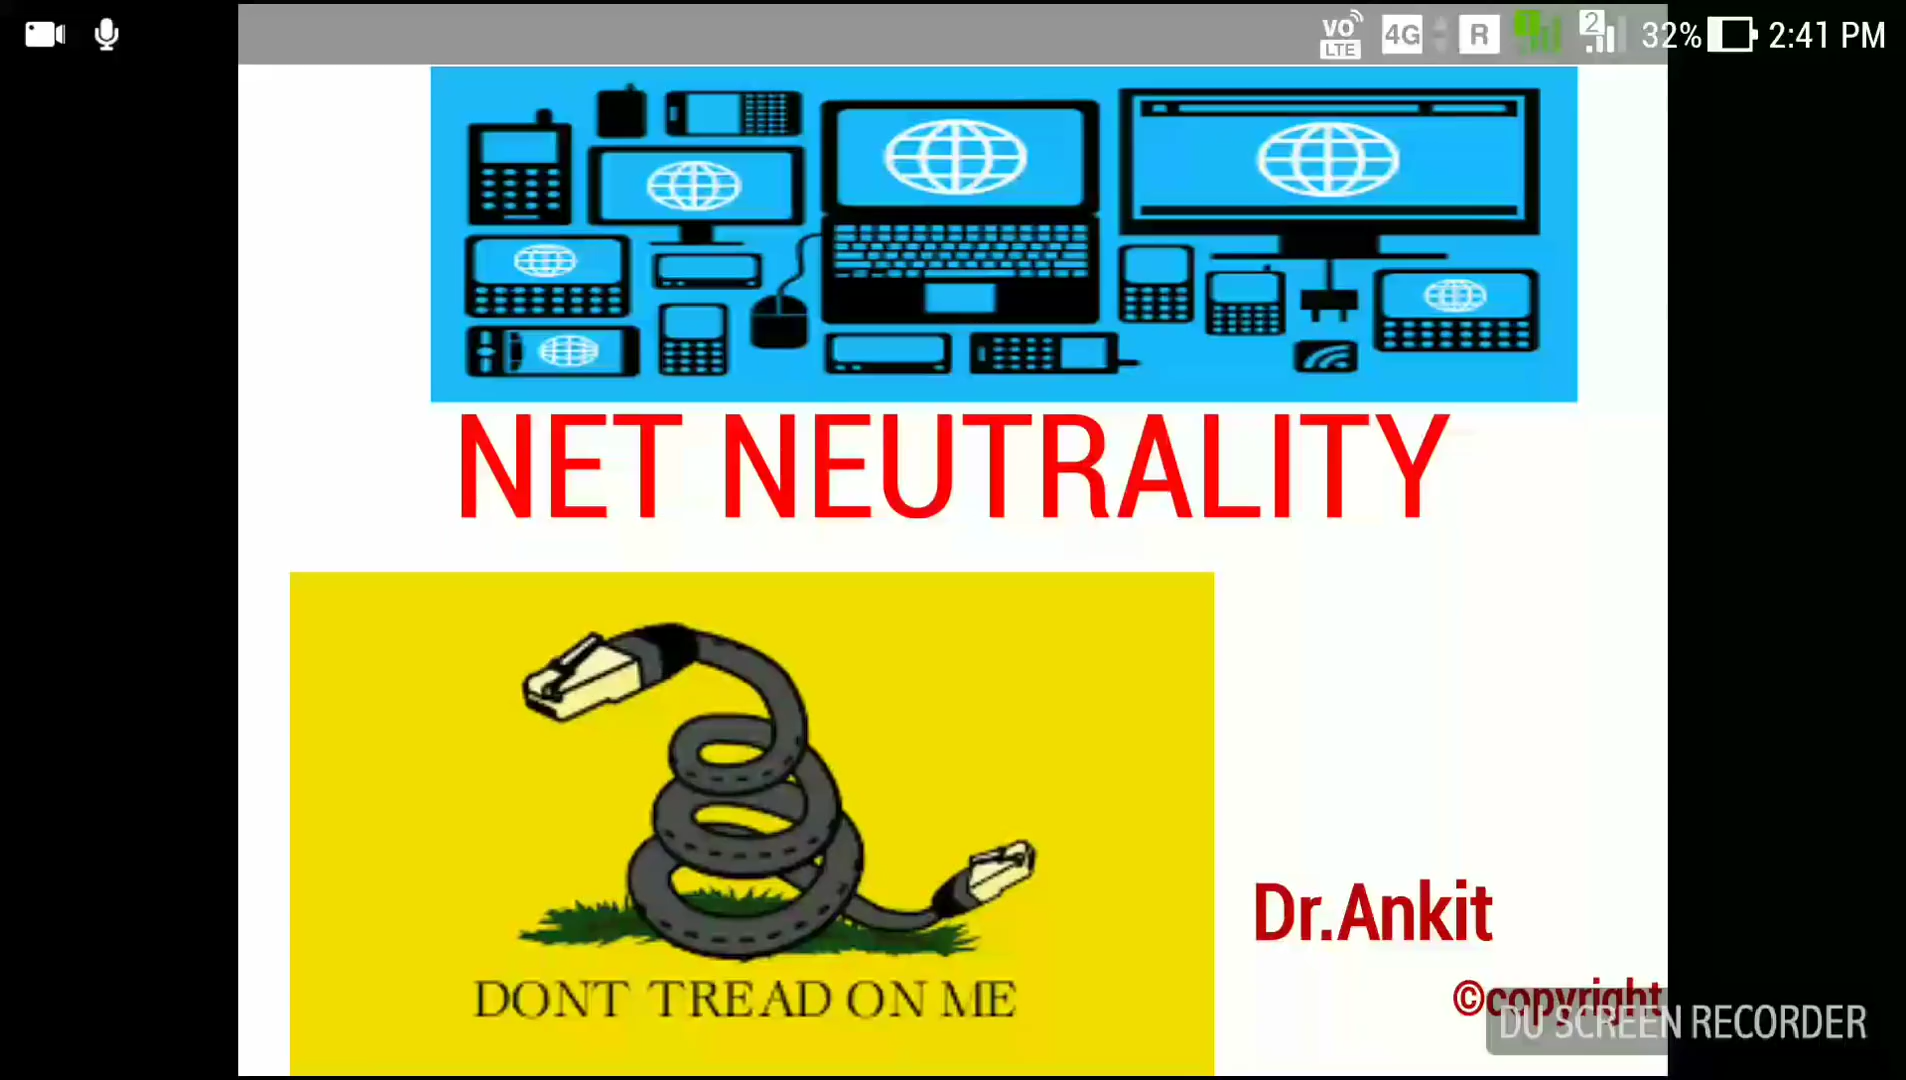 VO LTE 4G R 2 32% 2:41 PM
NET NEUTRALITY
DONT TREAD ON ME
Dr.Ankit
©copyright
DU SCREEN RECORDER